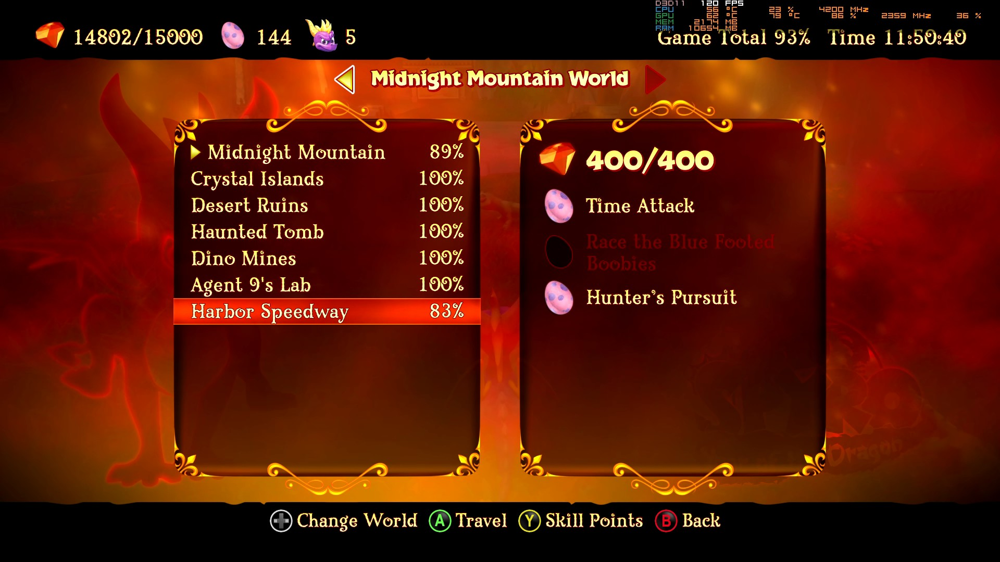 D3D11 120 FPS
CPU 56 °C 23 % 4200 MHz
GPU 62 °C 79 °C 86 % 2359 MHz 36 %
MEM 2174 MB
RAM 10654 MB
14802/15000 144 5 Game Total 93% Time 11:50:40
Midnight Mountain World
Midnight Mountain 89%
Crystal Islands 100%
Desert Ruins 100%
Haunted Tomb 100%
Dino Mines 100%
Agent 9's Lab 100%
Harbor Speedway 83%
400/400
Time Attack
Race the Blue Footed
Boobies
Hunter's Pursuit
Dragon
Change World A Travel Y Skill Points B Back